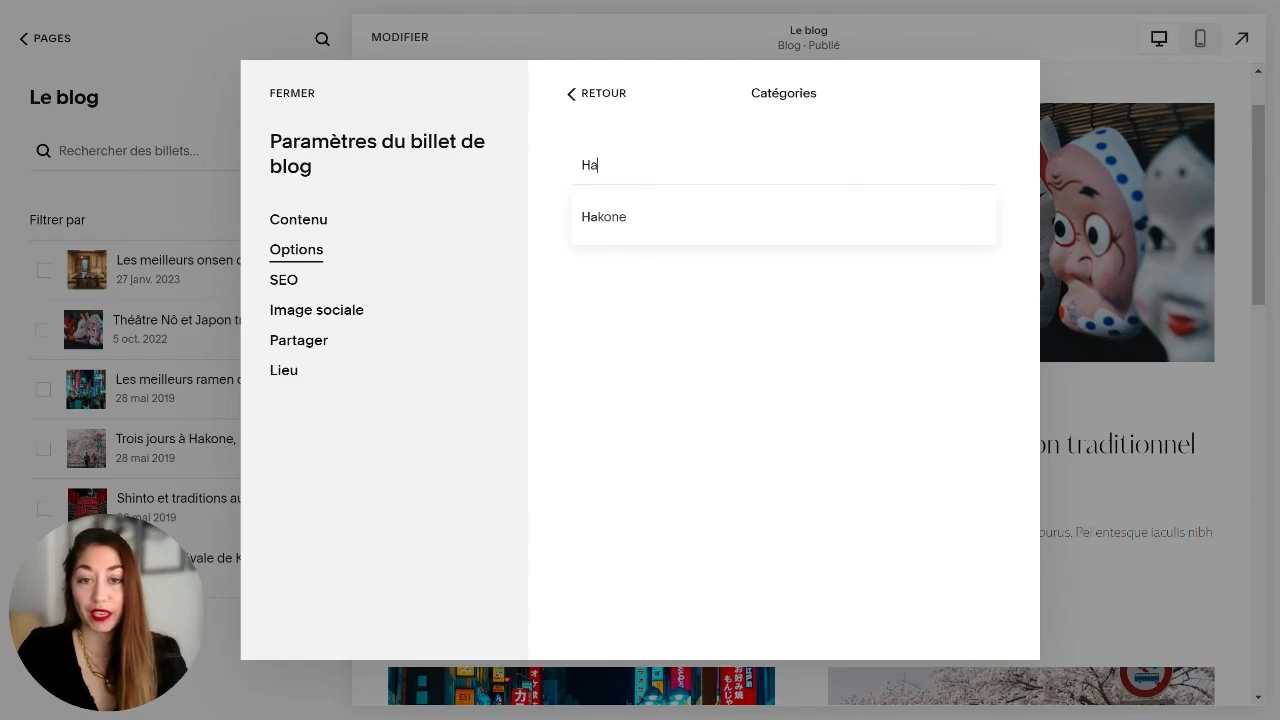 PAGES
Le blog
Rechercher des billets...
Filtrer par
Les meilleurs onsen
27 janv. 2023
Théâtre Nô et Japon
5 oct. 2022
Les meilleurs ramen
28 mai 2019
Trois jours à Hakone,
28 mai 2019
Shinto et traditions
mai 2019
MODIFIER
Le blog
Blog · Publié
FERMER
Paramètres du billet de
blog
Contenu
Options
SEO
Image sociale
Partager
Lieu
RETOUR
Catégories
Ha
Hakone
traditionnel
Pellentesque iaculis nibh